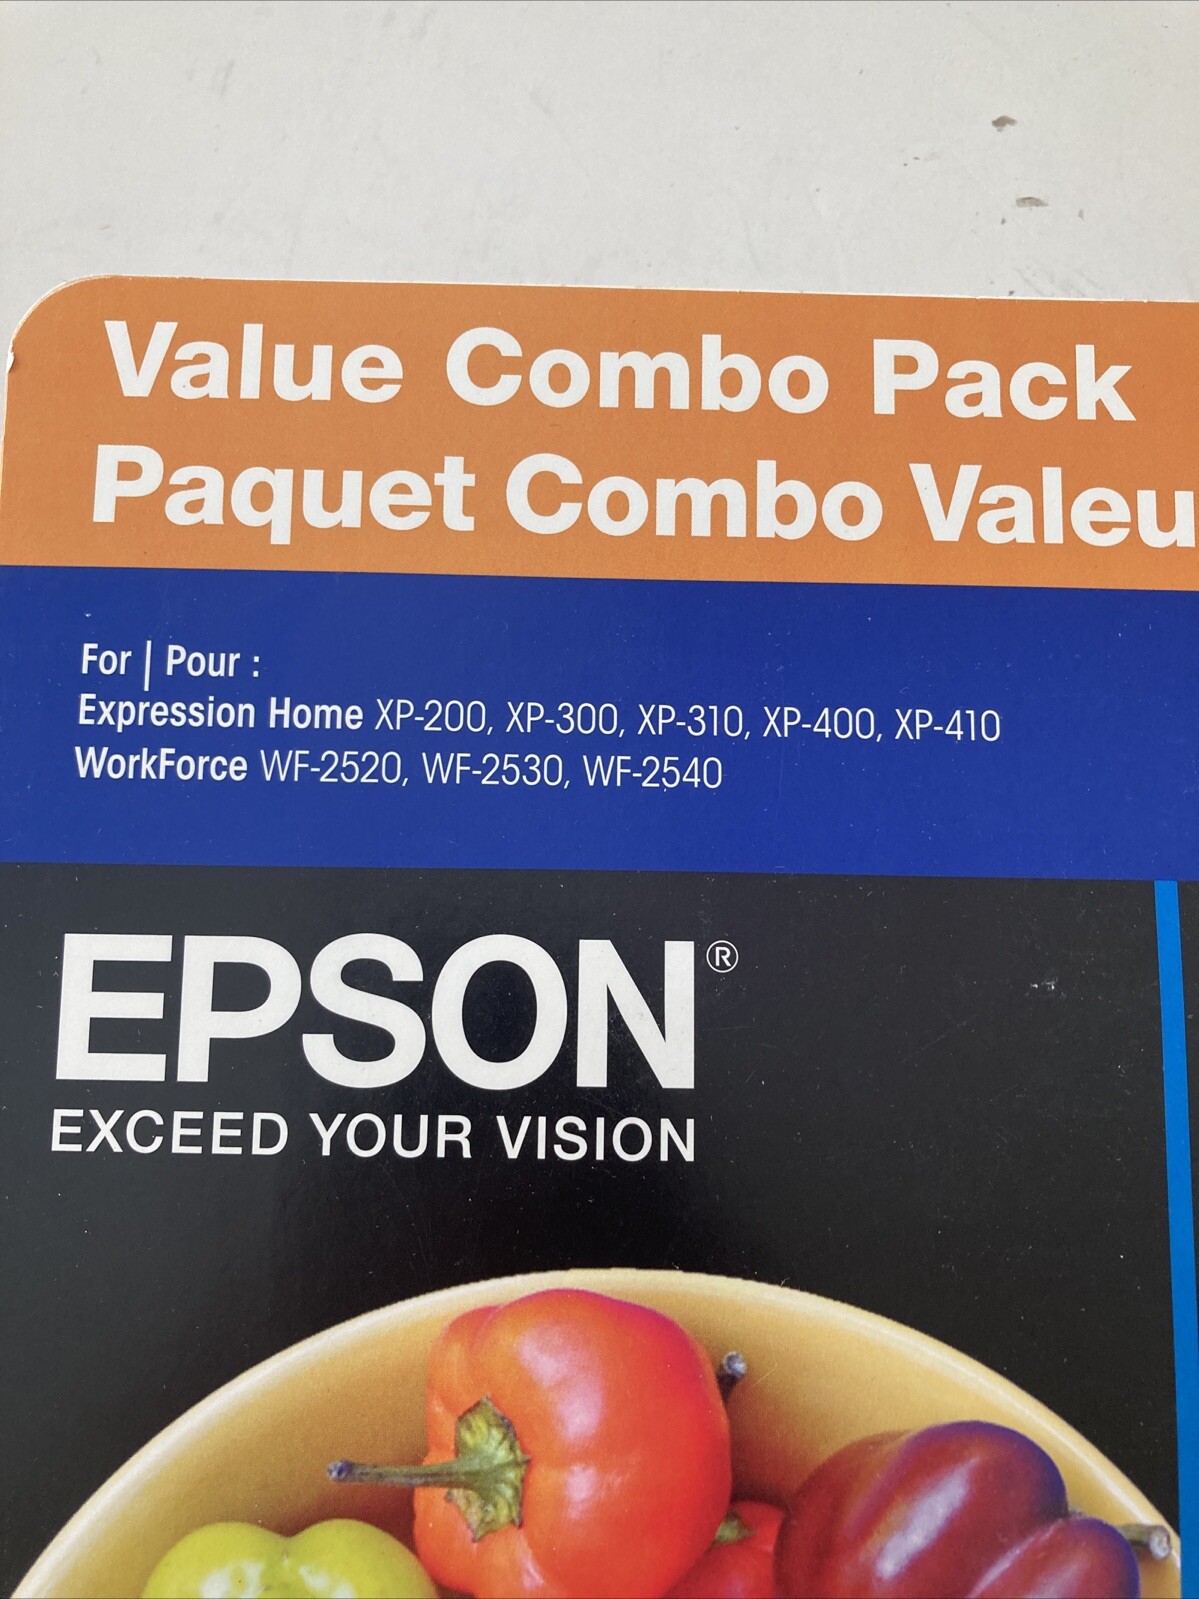 Value Combo Pack
Paquet Combo Valeu
For | Pour :
Expression Home XP-200, XP-300, XP-310, XP-400, XP-410
WorkForce WF-2520, WF-2530, WF-2540
EPSON®
EXCEED YOUR VISION